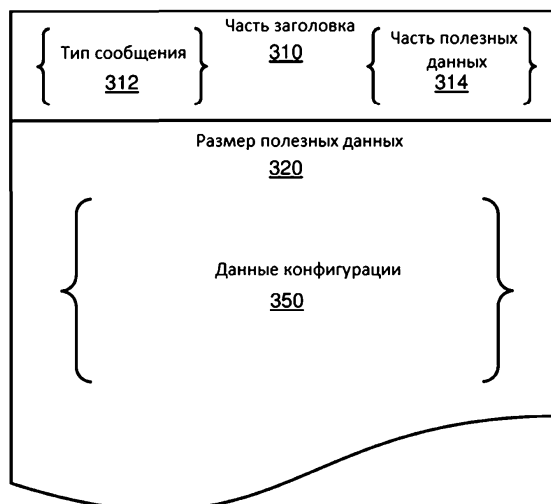 Часть заголовка
310
Тип сообщения
312
Часть полезных
данных
314
Размер полезных данных
320
Данные конфигурации
350